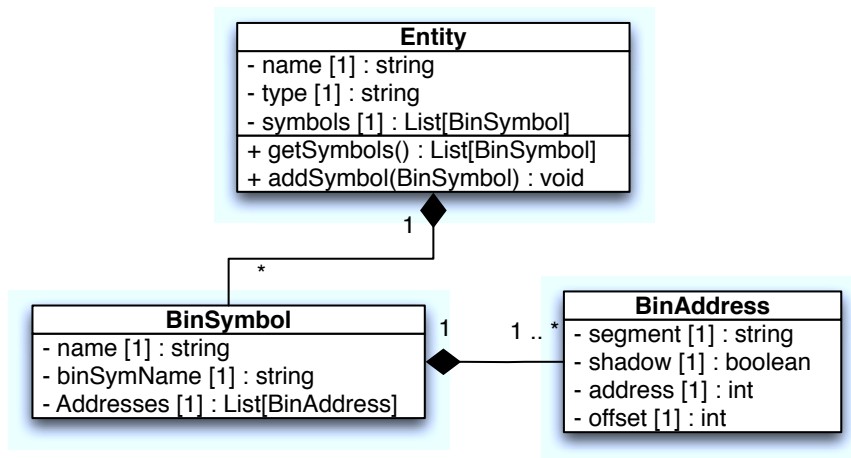 Entity
- name [1] : string
- type [1] : string
- symbols [1] : List[BinSymbol]
+ getSymbols() : List[BinSymbol]
+ addSymbol(BinSymbol) : void
1
*
BinSymbol
- name [1] : string
- binSymName [1] : string
- Addresses [1] : List[BinAddress]
1
1 .. *
BinAddress
- segment [1] : string
- shadow [1] : boolean
- address [1] : int
- offset [1] : int